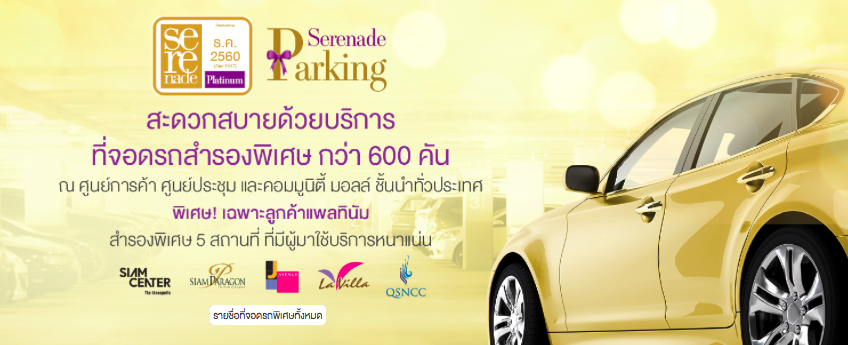 se
re
nade
ธ.ค.
2560
(Dec 2017)
Platinum
Serenade
Parking
สะดวกสบายด้วยบริการ
ที่จอดรถสำรองพิเศษ กว่า 600 คัน
ณ ศูนย์การค้า ศูนย์ประชุม และคอมมูนิตี้ มอลล์ ชั้นนำทั่วประเทศ
พิเศษ! เฉพาะลูกค้าแพลทินัม
สำรองพิเศษ 5 สถานที่ ที่มีผู้มาใช้บริการหนาแน่น
SIAM
CENTER
The Ideaopolis
SIAM PARAGON
J
AVENUE
La Villa
QSNCC
รายชื่อที่จอดรถพิเศษทั้งหมด